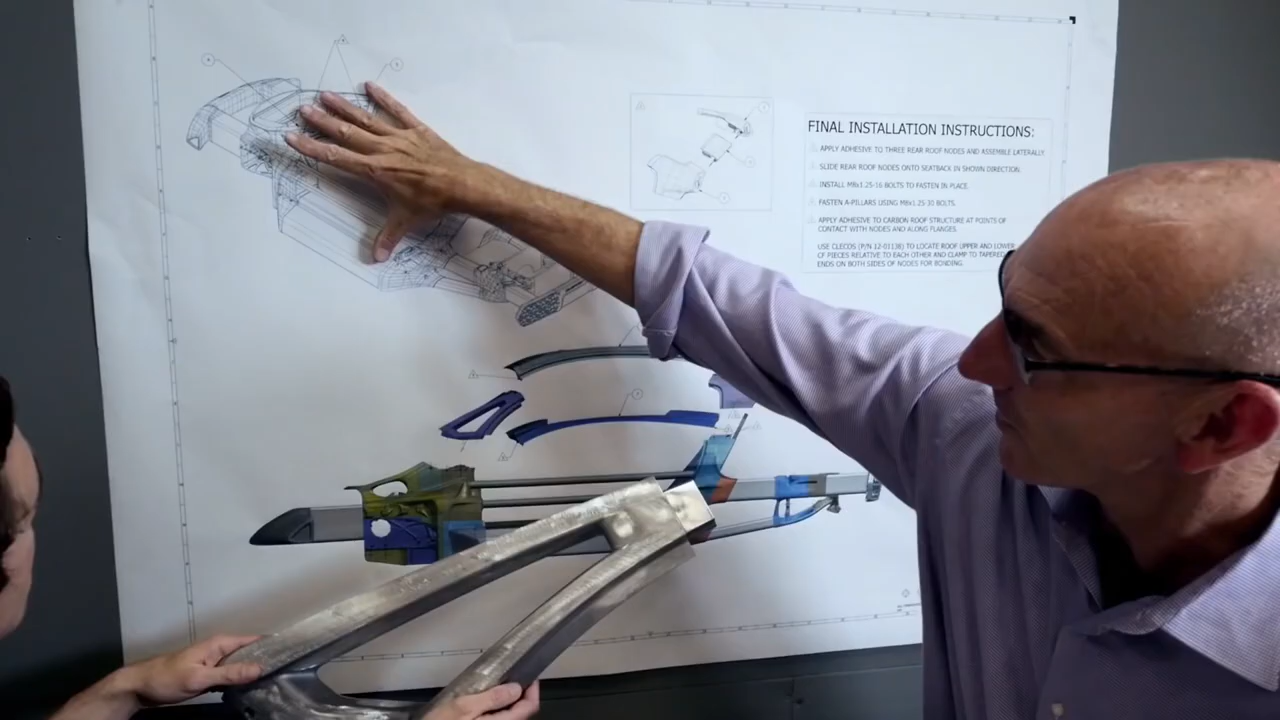 FINAL INSTALLATION INSTRUCTIONS:
APPLY ADHESIVE TO THREE REAR ROOF NODES AND ASSEMBLE LATERALLY.
SLIDE REAR ROOF NODES ONTO SEATBACK IN SHOWN DIRECTION.
INSTALL M8x1.25-16 BOLTS TO FASTEN IN PLACE.
FASTEN A-PILLARS USING M8x1.25-30 BOLTS.
APPLY ADHESIVE TO CARBON ROOF STRUCTURE AT POINTS OF
CONTACT WITH NODES AND ALONG FLANGES.
USE CLECOS (P/N 12-01138) TO LOCATE ROOF UPPER AND LOWER
CF PIECES RELATIVE TO EACH OTHER AND CLAMP TO TAPERED
ENDS ON BOTH SIDES OF NODES FOR BONDING.